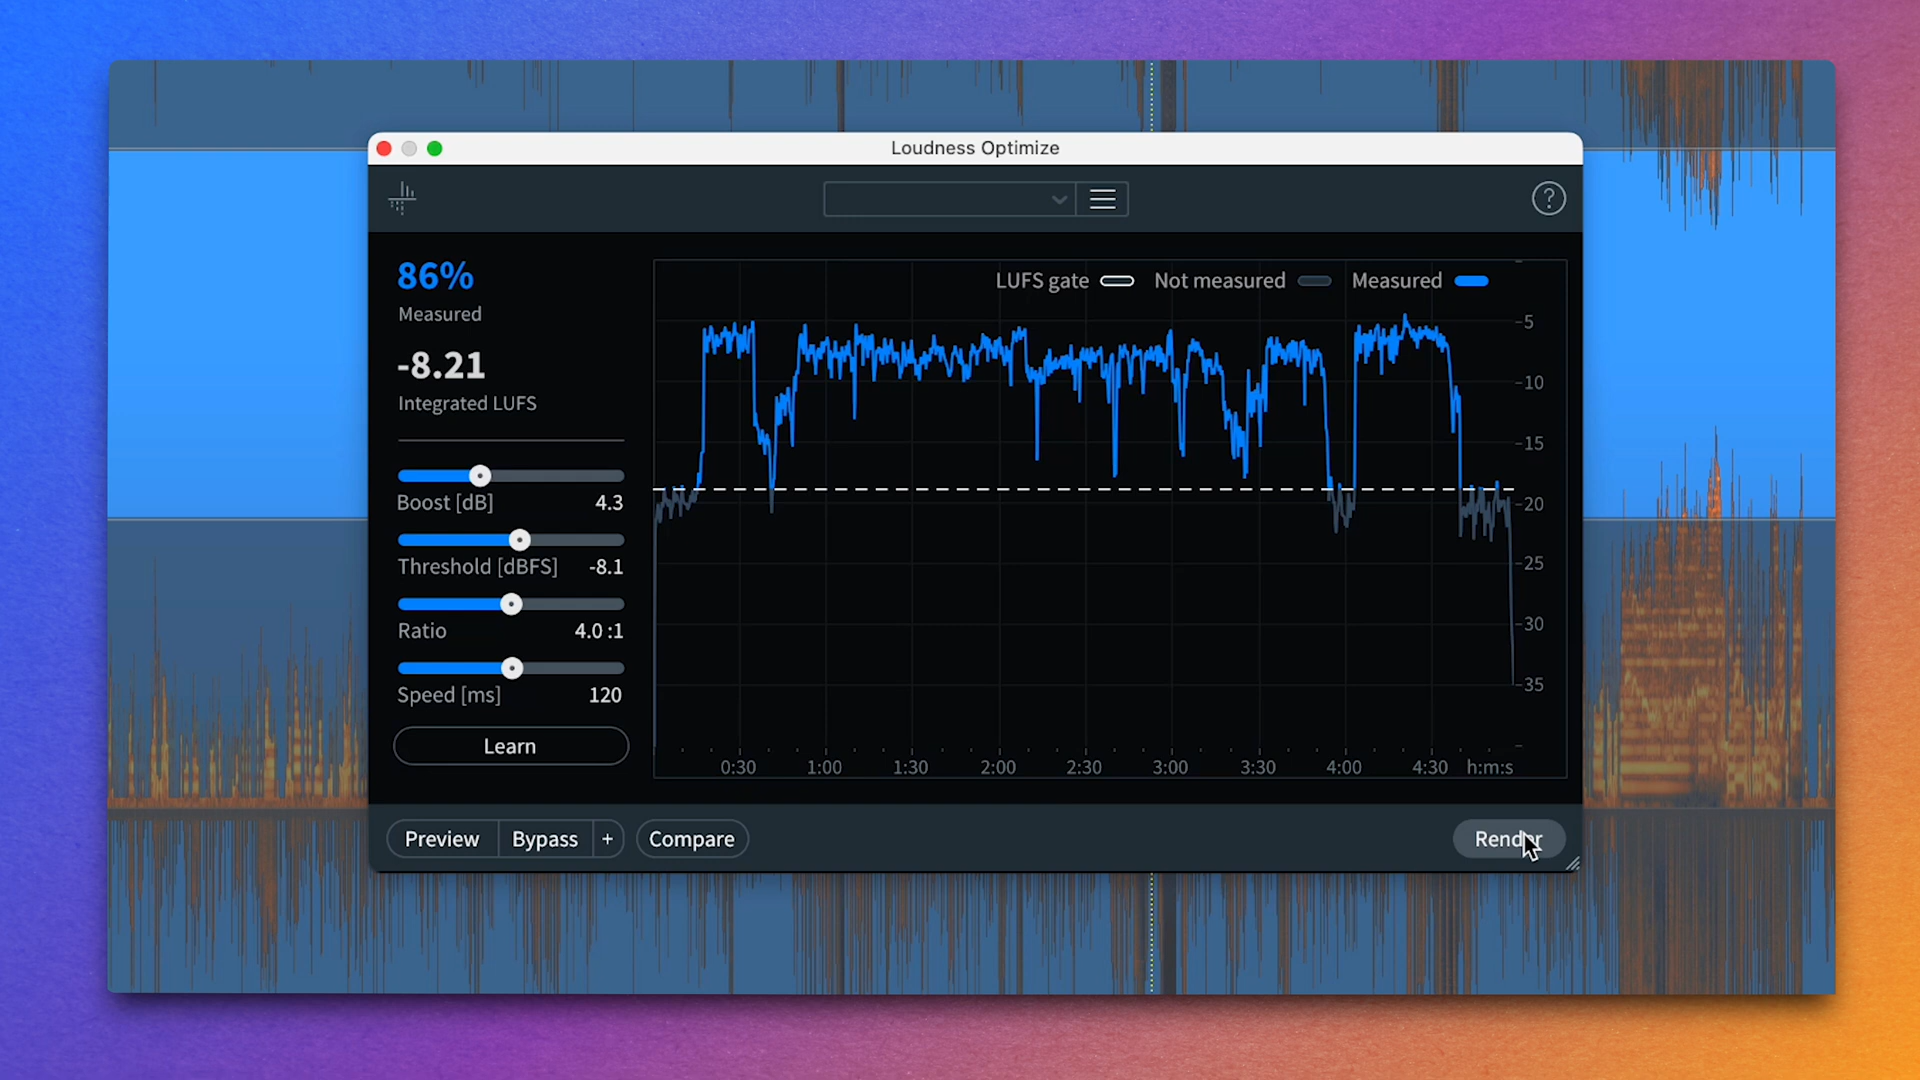 Loudness Optimize
?
86%
Measured
-8.21
Integrated LUFS
Boost [dB] 4.3
Threshold [dBFS] -8.1
Ratio 4.0 :1
Speed [ms] 120
Learn
LUFS gate Not measured Measured
-5
-10
-15
-20
-25
-30
-35
0:30 1:00 1:30 2:00 2:30 3:00 3:30 4:00 4:30 h:m:s
Preview Bypass + Compare Render